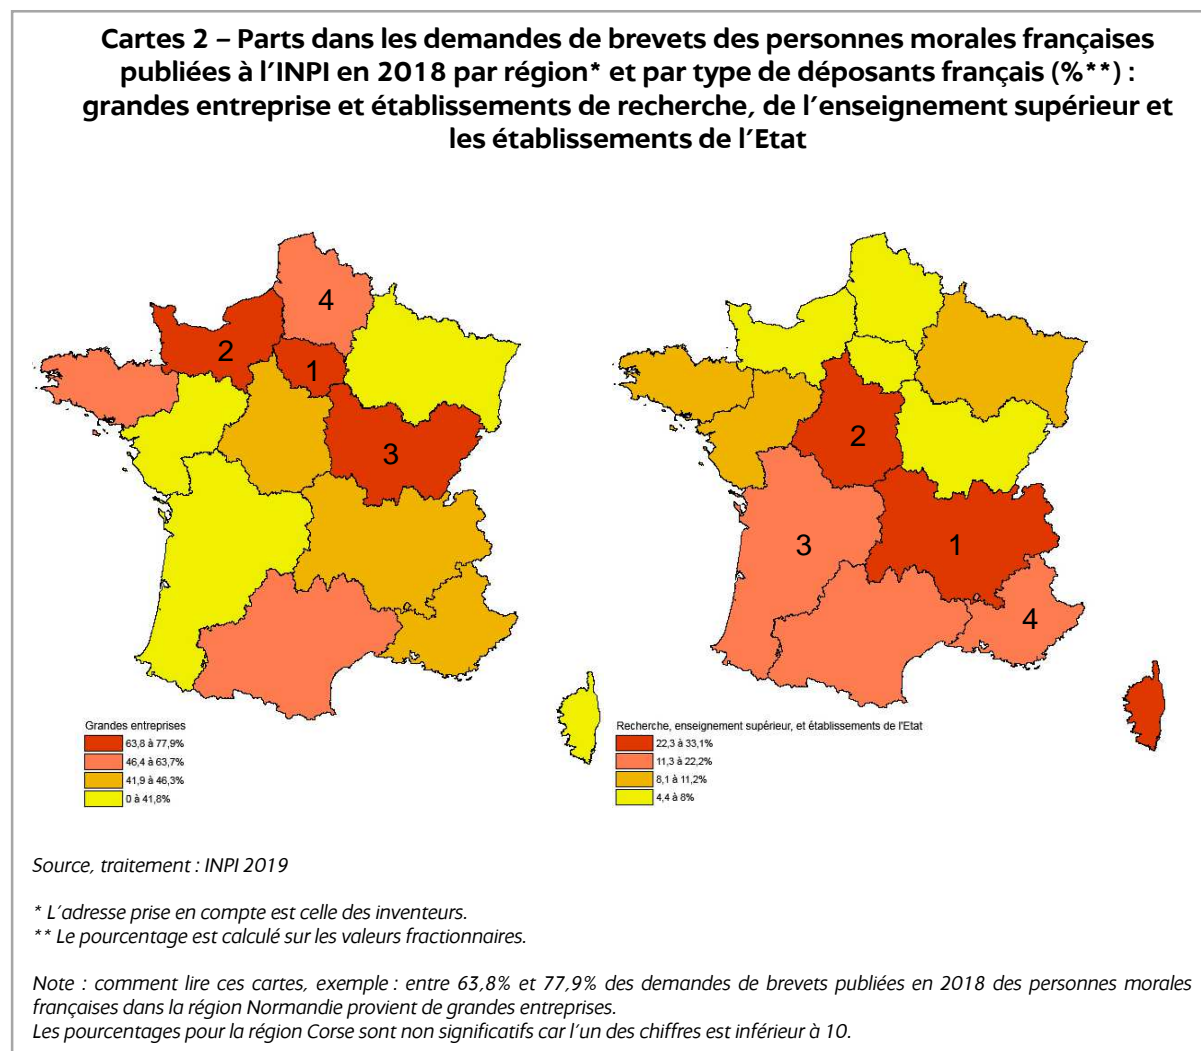 Cartes 2 – Parts dans les demandes de brevets des personnes morales françaises
publiées à l'INPI en 2018 par région* et par type de déposants français (%**) :
grandes entreprise et établissements de recherche, de l'enseignement supérieur et
les établissements de l'Etat
4
2
1
3
2
3
1
4
Grandes entreprises
63,8 à 77,9%
46,4 à 63,7%
41,9 à 46,3%
0 à 41,8%
Recherche, enseignement supérieur, et établissements de l'Etat
22,3 à 33,1%
11,3 à 22,2%
8,1 à 11,2%
4,4 à 8%
Source, traitement : INPI 2019
* L'adresse prise en compte est celle des inventeurs.
** Le pourcentage est calculé sur les valeurs fractionnaires.
Note : comment lire ces cartes, exemple : entre 63,8% et 77,9% des demandes de brevets publiées en 2018 des personnes morales
françaises dans la région Normandie provient de grandes entreprises.
Les pourcentages pour la région Corse sont non significatifs car l'un des chiffres est inférieur à 10.